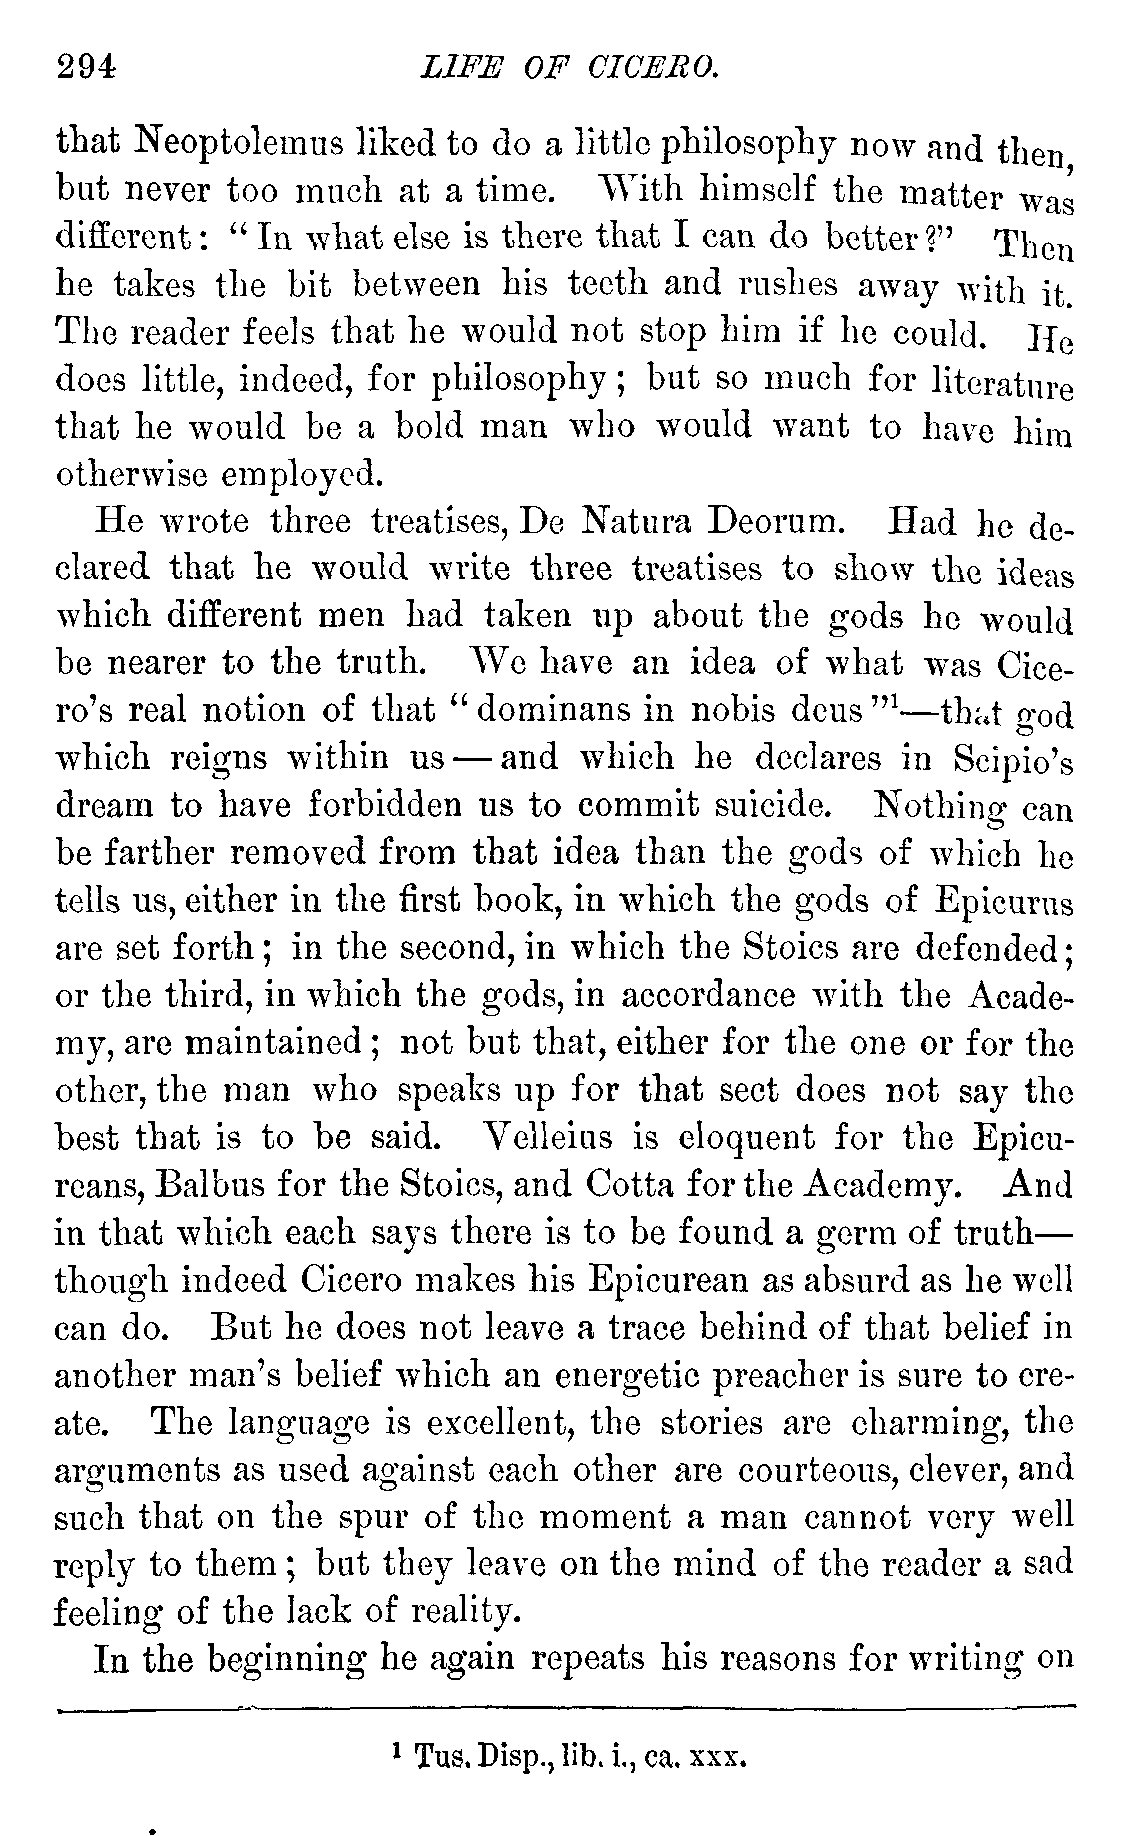 294 LIFE OF CICERO.
that Neoptolemus liked to do a little philosophy now and then,
but never too much at a time. With himself the matter was
different: “In what else is there that I can do better?” Then
he takes the bit between his teeth and rushes away with it.
The reader feels that he would not stop him if he could. He
does little, indeed, for philosophy; but so much for literature
that he would be a bold man who would want to have him
otherwise employed.
He wrote three treatises, De Natura Deorum. Had he de-
clared that he would write three treatises to show the ideas
which different men had taken up about the gods he would
be nearer to the truth. We have an idea of what was Cice-
ro’s real notion of that “dominans in nobis deus”¹—that god
which reigns within us—and which he declares in Scipio’s
dream to have forbidden us to commit suicide. Nothing can
be farther removed from that idea than the gods of which he
tells us, either in the first book, in which the gods of Epicurus
are set forth; in the second, in which the Stoics are defended;
or the third, in which the gods, in accordance with the Acade-
my, are maintained; not but that, either for the one or for the
other, the man who speaks up for that sect does not say the
best that is to be said. Velleius is eloquent for the Epicu-
reans, Balbus for the Stoics, and Cotta for the Academy. And
in that which each says there is to be found a germ of truth—
though indeed Cicero makes his Epicurean as absurd as he well
can do. But he does not leave a trace behind of that belief in
another man’s belief which an energetic preacher is sure to cre-
ate. The language is excellent, the stories are charming, the
arguments as used against each other are courteous, clever, and
such that on the spur of the moment a man cannot very well
reply to them; but they leave on the mind of the reader a sad
feeling of the lack of reality.
In the beginning he again repeats his reasons for writing on
¹ Tus. Disp., lib. i., ca. xxx.